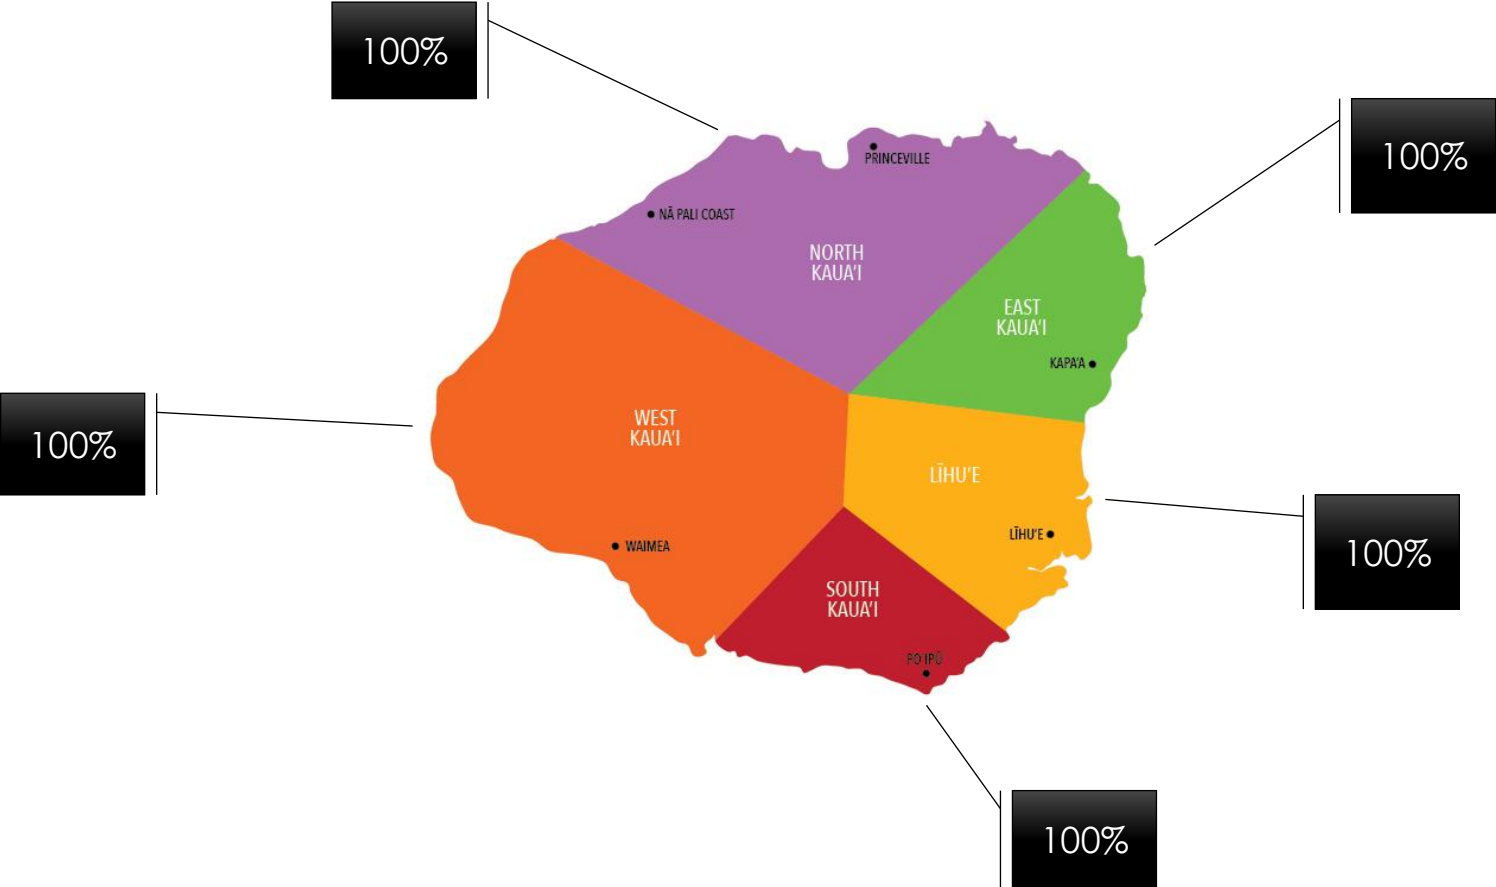 100%
100%
PRINCEVILLE
NĀ PALI COAST
NORTH
KAUA'I
EAST
KAUA'I
KAPA'A
100%
WEST
KAUA'I
LĪHU'E
LĪHU'E
100%
WAIMEA
SOUTH
KAUA'I
PO'IPŪ
100%